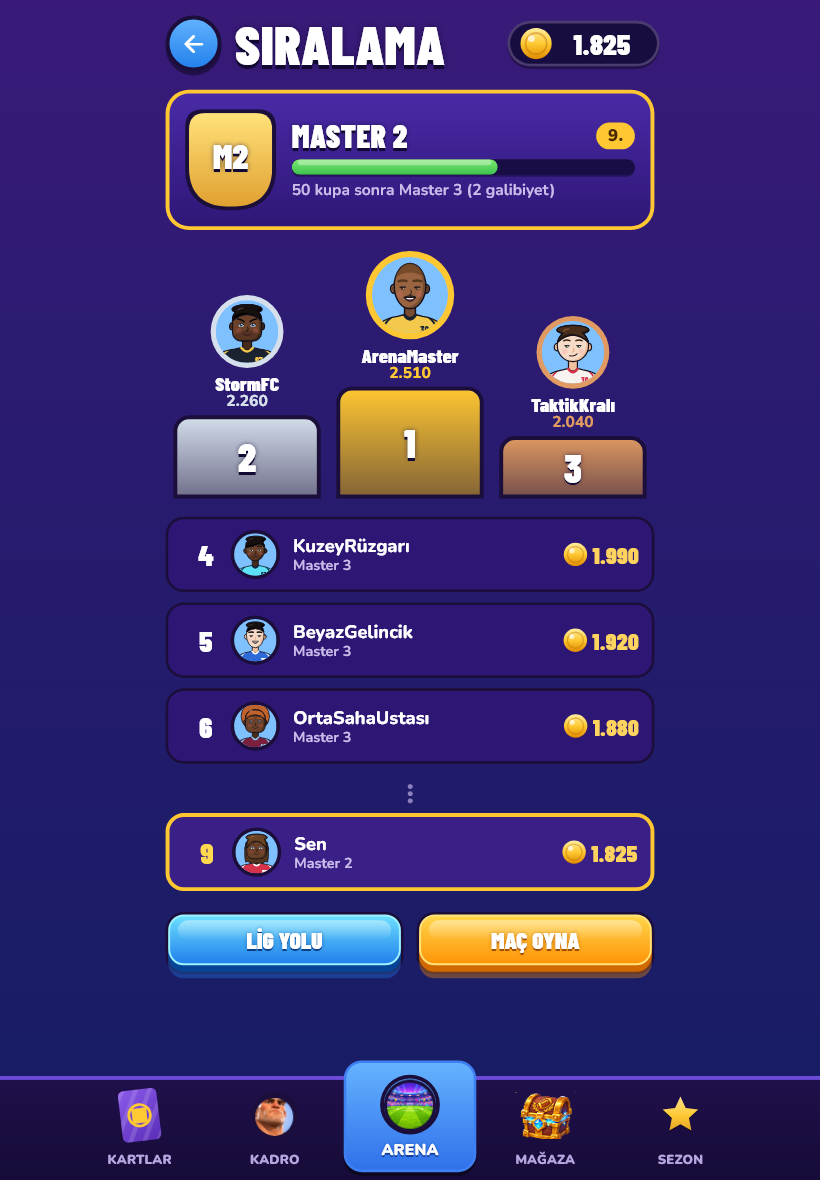 SIRALAMA
1.825
M2
MASTER 2
9.
50 kupa sonra Master 3 (2 galibiyet)
ArenaMaster
2.510
StormFC
2.260
TaktikKralı
2.040
2
1
3
4
KuzeyRüzgarı
Master 3
1.990
5
BeyazGelincik
Master 3
1.920
6
OrtaSahaUstası
Master 3
1.880
9
Sen
Master 2
1.825
LİG YOLU
MAÇ OYNA
KARTLAR
KADRO
ARENA
MAĞAZA
SEZON